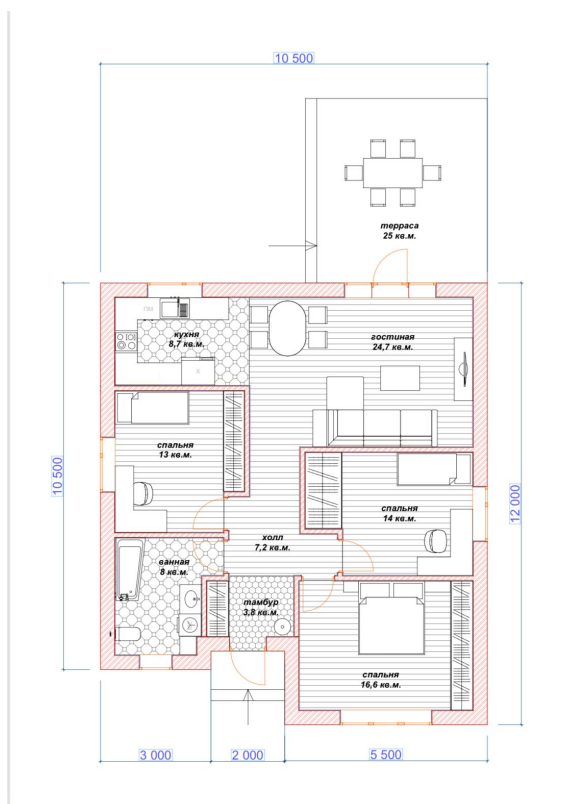 10 500
терраса
25 кв.м.
ПМ
кухня
8,7 кв.м.
гостиная
24,7 кв.м.
Х
спальня
13 кв.м.
10 500
12 000
спальня
14 кв.м.
холл
7,2 кв.м.
ванная
8 кв.м.
тамбур
3,8 кв.м.
спальня
16,6 кв.м.
3 000
2 000
5 500